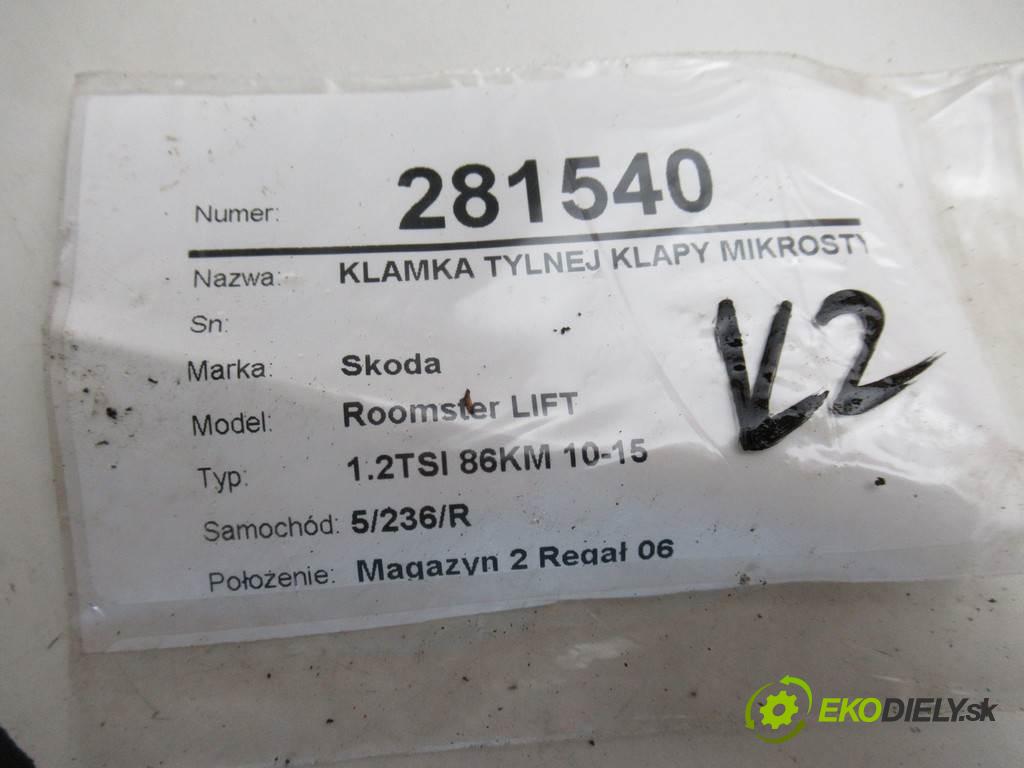 Numer: 281540
Nazwa: KLAMKA TYLNEJ KLAPY MIKROSTY
Sn:
Marka: Skoda
Model: Roomster LIFT
Typ: 1.2TSI 86KM 10-15
Samochód: 5/236/R
Położenie: Magazyn 2 Regał 06
V2
EKODIELY.sk